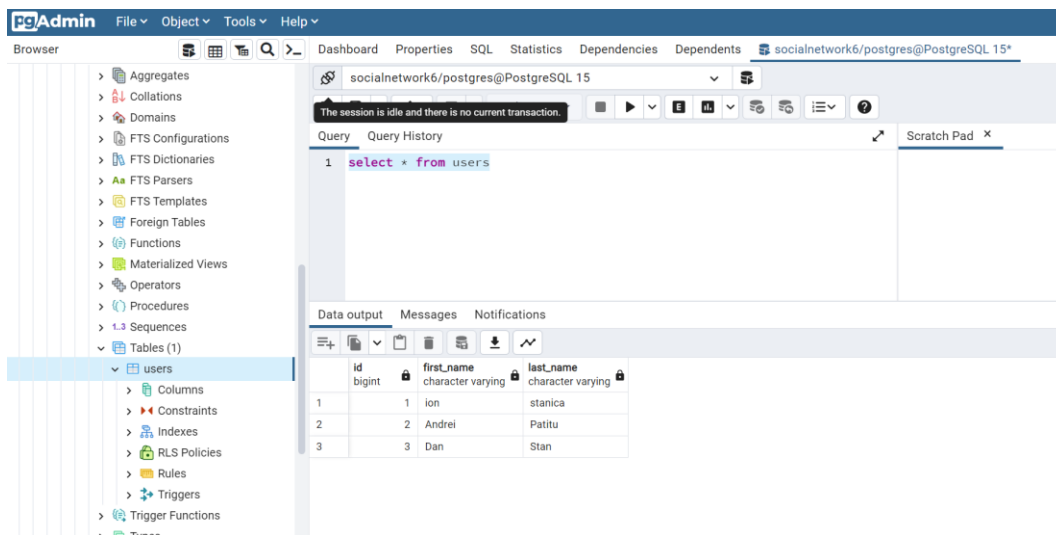 pgAdmin File Object Tools Help
Browser
Dashboard Properties SQL Statistics Dependencies Dependents socialnetwork6/postgres@PostgreSQL 15*
Aggregates
Collations
Domains
FTS Configurations
FTS Dictionaries
Aa FTS Parsers
FTS Templates
Foreign Tables
Functions
Materialized Views
Operators
Procedures
1..3 Sequences
Tables (1)
users
Columns
Constraints
Indexes
RLS Policies
Rules
Triggers
Trigger Functions
socialnetwork6/postgres@PostgreSQL 15
The session is idle and there is no current transaction.
E
Query Query History
Scratch Pad
1 select * from users
Data output Messages Notifications
id first_name last_name
bigint character varying character varying
1 1 ion stanica
2 2 Andrei Patitu
3 3 Dan Stan